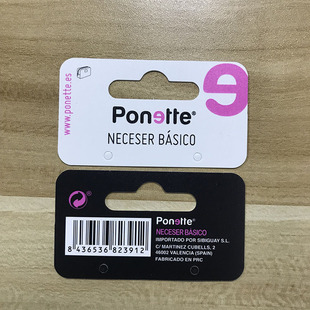 www.ponette.es
e
Ponette®
NECESER BÁSICO
Ponette®
NECESER BÁSICO
IMPORTADO POR SIBIGUAY S.L.
C/ MARTINEZ CUBELLS, 2
46002 VALENCIA (SPAIN)
FABRICADO EN PRC
8 436536 823912